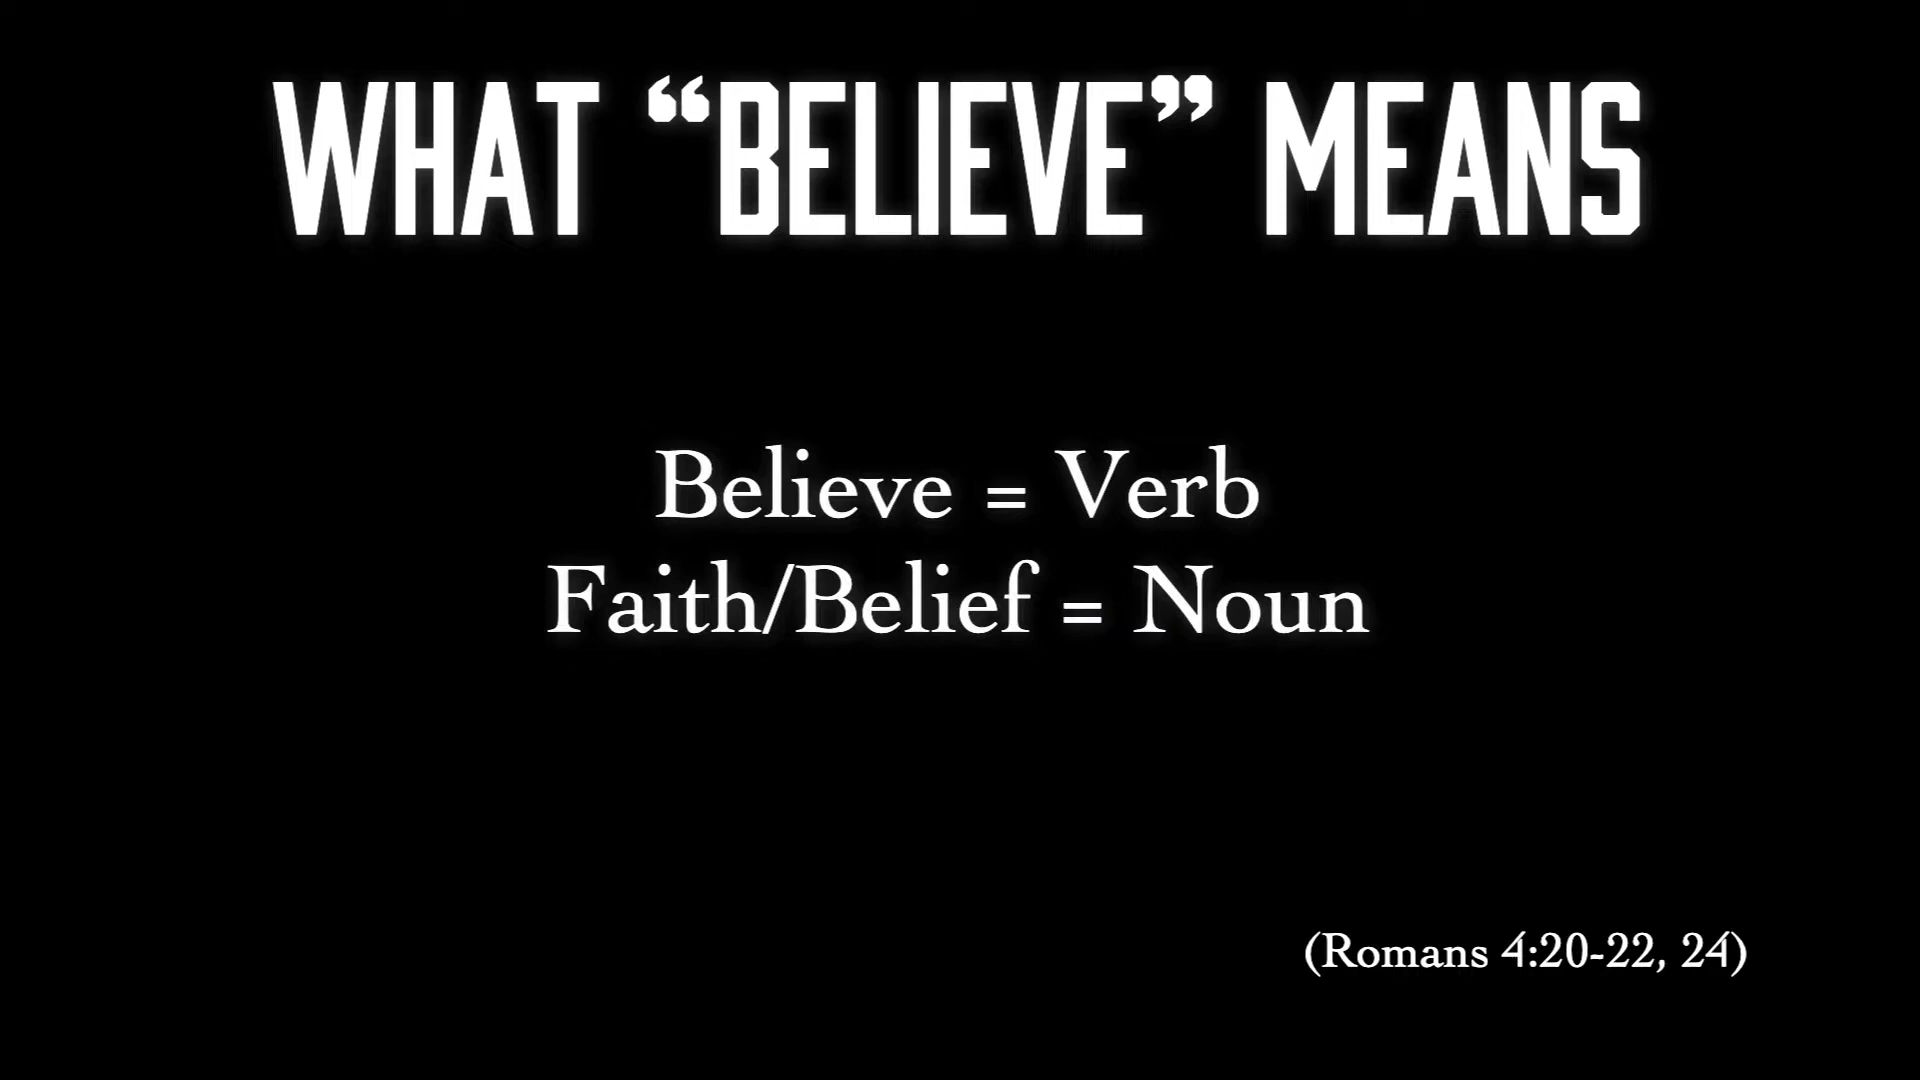 WHAT “BELIEVE” MEANS
Believe = Verb
Faith/Belief = Noun
(Romans 4:20-22, 24)